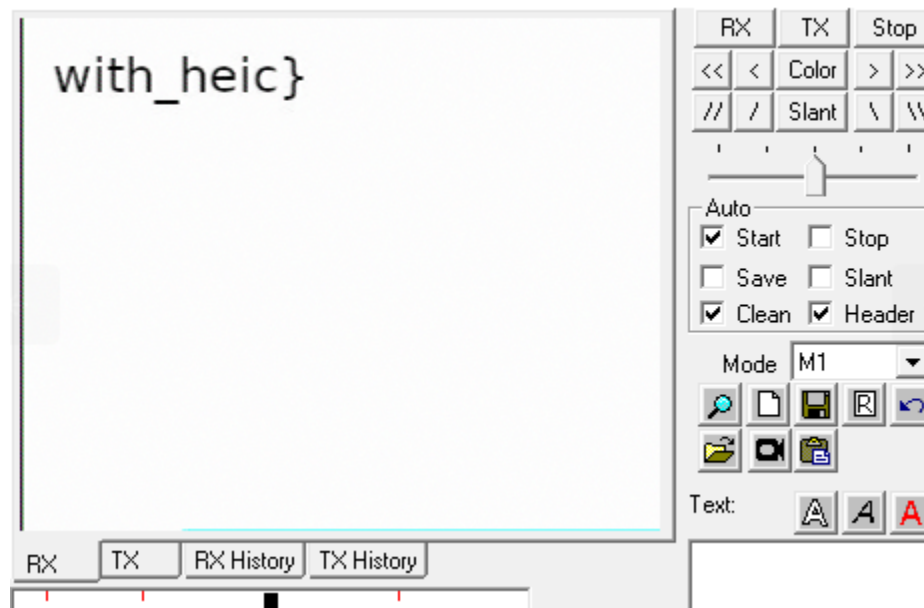 with_heic}
RX TX Stop
<< < Color > >>
// / Slant \ \\
Auto
Start Stop
Save Slant
Clean Header
Mode M1
R
Text: A A A
RX TX RX History TX History